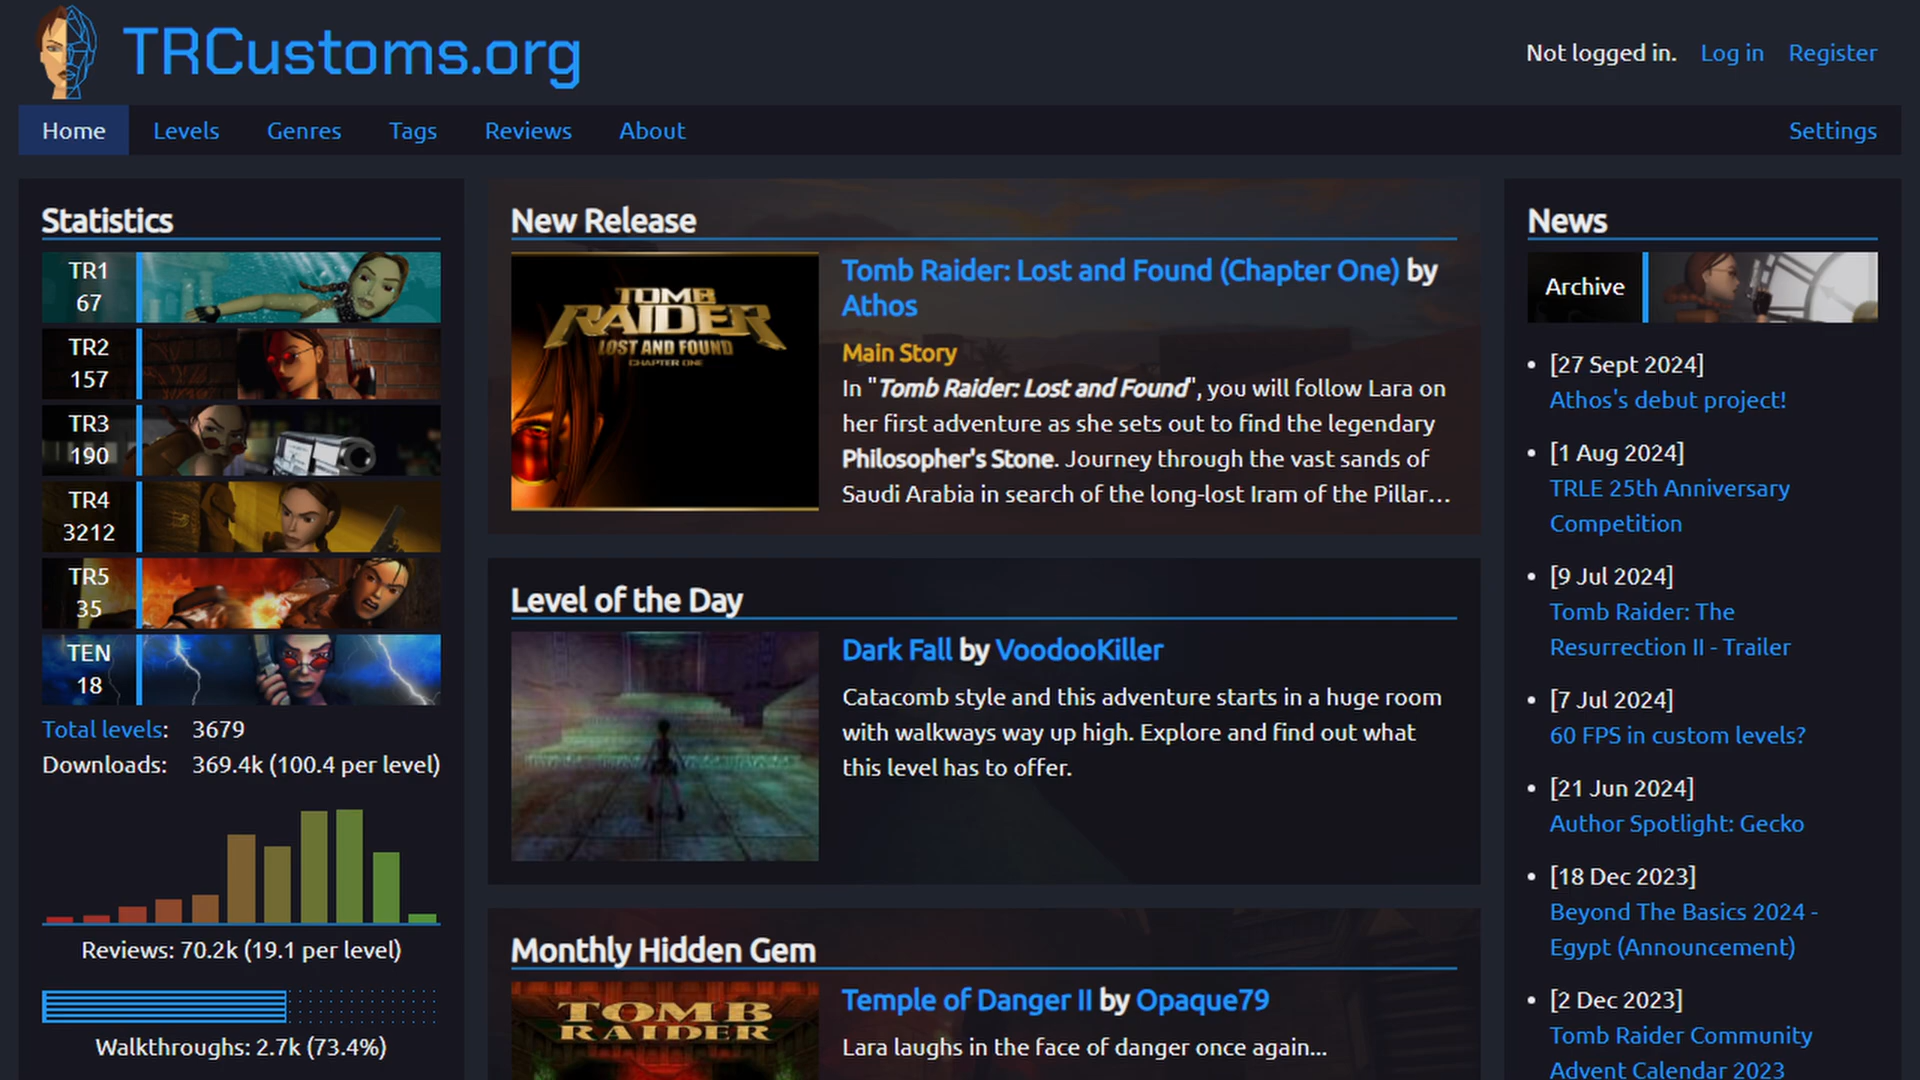 TRCustoms.org
Not logged in. Log in Register
Home Levels Genres Tags Reviews About Settings
Statistics
TR1
67
TR2
157
TR3
190
TR4
3212
TR5
35
TEN
18
Total levels: 3679
Downloads: 369.4k (100.4 per level)
Reviews: 70.2k (19.1 per level)
Walkthroughs: 2.7k (73.4%)
New Release
TOMB
RAIDER
LOST AND FOUND
CHAPTER ONE
Tomb Raider: Lost and Found (Chapter One) by
Athos
Main Story
In "Tomb Raider: Lost and Found", you will follow Lara on
her first adventure as she sets out to find the legendary
Philosopher's Stone. Journey through the vast sands of
Saudi Arabia in search of the long-lost Iram of the Pillar...
Level of the Day
Dark Fall by VoodooKiller
Catacomb style and this adventure starts in a huge room
with walkways way up high. Explore and find out what
this level has to offer.
Monthly Hidden Gem
TOMB
RAIDER
Temple of Danger II by Opaque79
Lara laughs in the face of danger once again...
News
Archive
[27 Sept 2024]
Athos's debut project!
[1 Aug 2024]
TRLE 25th Anniversary
Competition
[9 Jul 2024]
Tomb Raider: The
Resurrection II - Trailer
[7 Jul 2024]
60 FPS in custom levels?
[21 Jun 2024]
Author Spotlight: Gecko
[18 Dec 2023]
Beyond The Basics 2024 -
Egypt (Announcement)
[2 Dec 2023]
Tomb Raider Community
Advent Calendar 2023